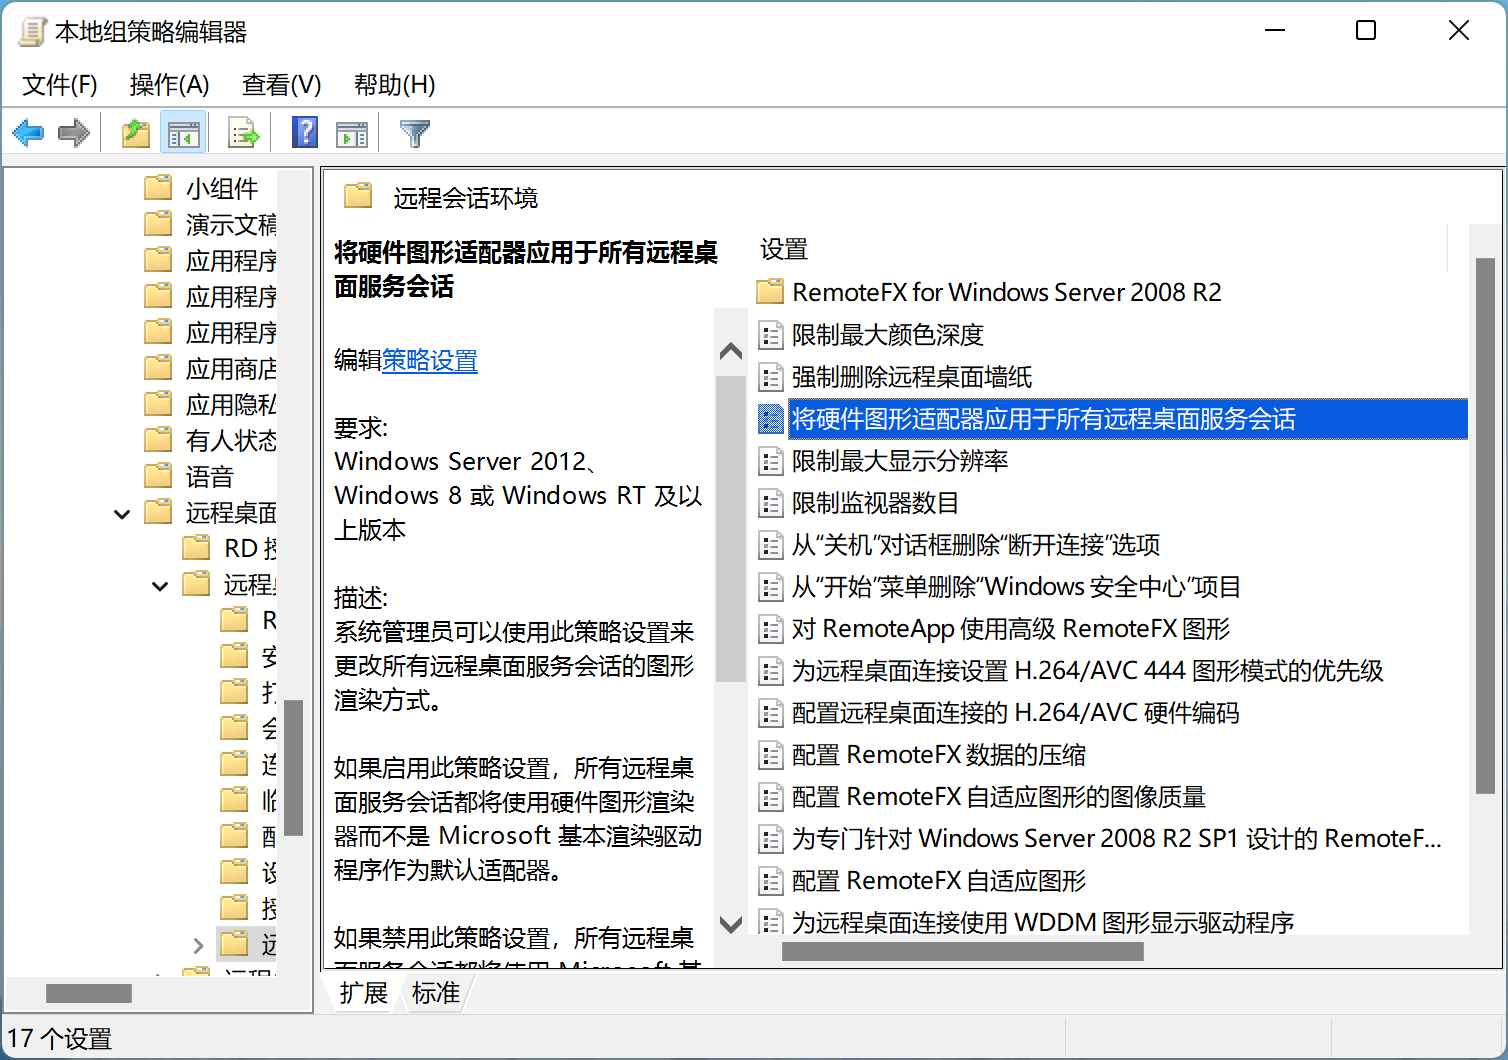 本地组策略编辑器
文件(F) 操作(A) 查看(V) 帮助(H)
小组件
演示文稿
应用程序
应用程序
应用程序
应用商店
应用隐私
有人状态
语音
远程桌面
RD 授
远程桌
R
安
打
会
连
临
配
设
授
远
远程会话环境
将硬件图形适配器应用于所有远程桌
面服务会话
编辑策略设置
要求:
Windows Server 2012、
Windows 8 或 Windows RT 及以
上版本
描述:
系统管理员可以使用此策略设置来
更改所有远程桌面服务会话的图形
渲染方式。
如果启用此策略设置，所有远程桌
面服务会话都将使用硬件图形渲染
器而不是 Microsoft 基本渲染驱动
程序作为默认适配器。
如果禁用此策略设置，所有远程桌
面服务会话都将使用 Microsoft 基
设置
RemoteFX for Windows Server 2008 R2
限制最大颜色深度
强制删除远程桌面墙纸
将硬件图形适配器应用于所有远程桌面服务会话
限制最大显示分辨率
限制监视器数目
从“关机”对话框删除“断开连接”选项
从“开始”菜单删除“Windows 安全中心”项目
对 RemoteApp 使用高级 RemoteFX 图形
为远程桌面连接设置 H.264/AVC 444 图形模式的优先级
配置远程桌面连接的 H.264/AVC 硬件编码
配置 RemoteFX 数据的压缩
配置 RemoteFX 自适应图形的图像质量
为专门针对 Windows Server 2008 R2 SP1 设计的 RemoteF...
配置 RemoteFX 自适应图形
为远程桌面连接使用 WDDM 图形显示驱动程序
扩展 标准
17 个设置